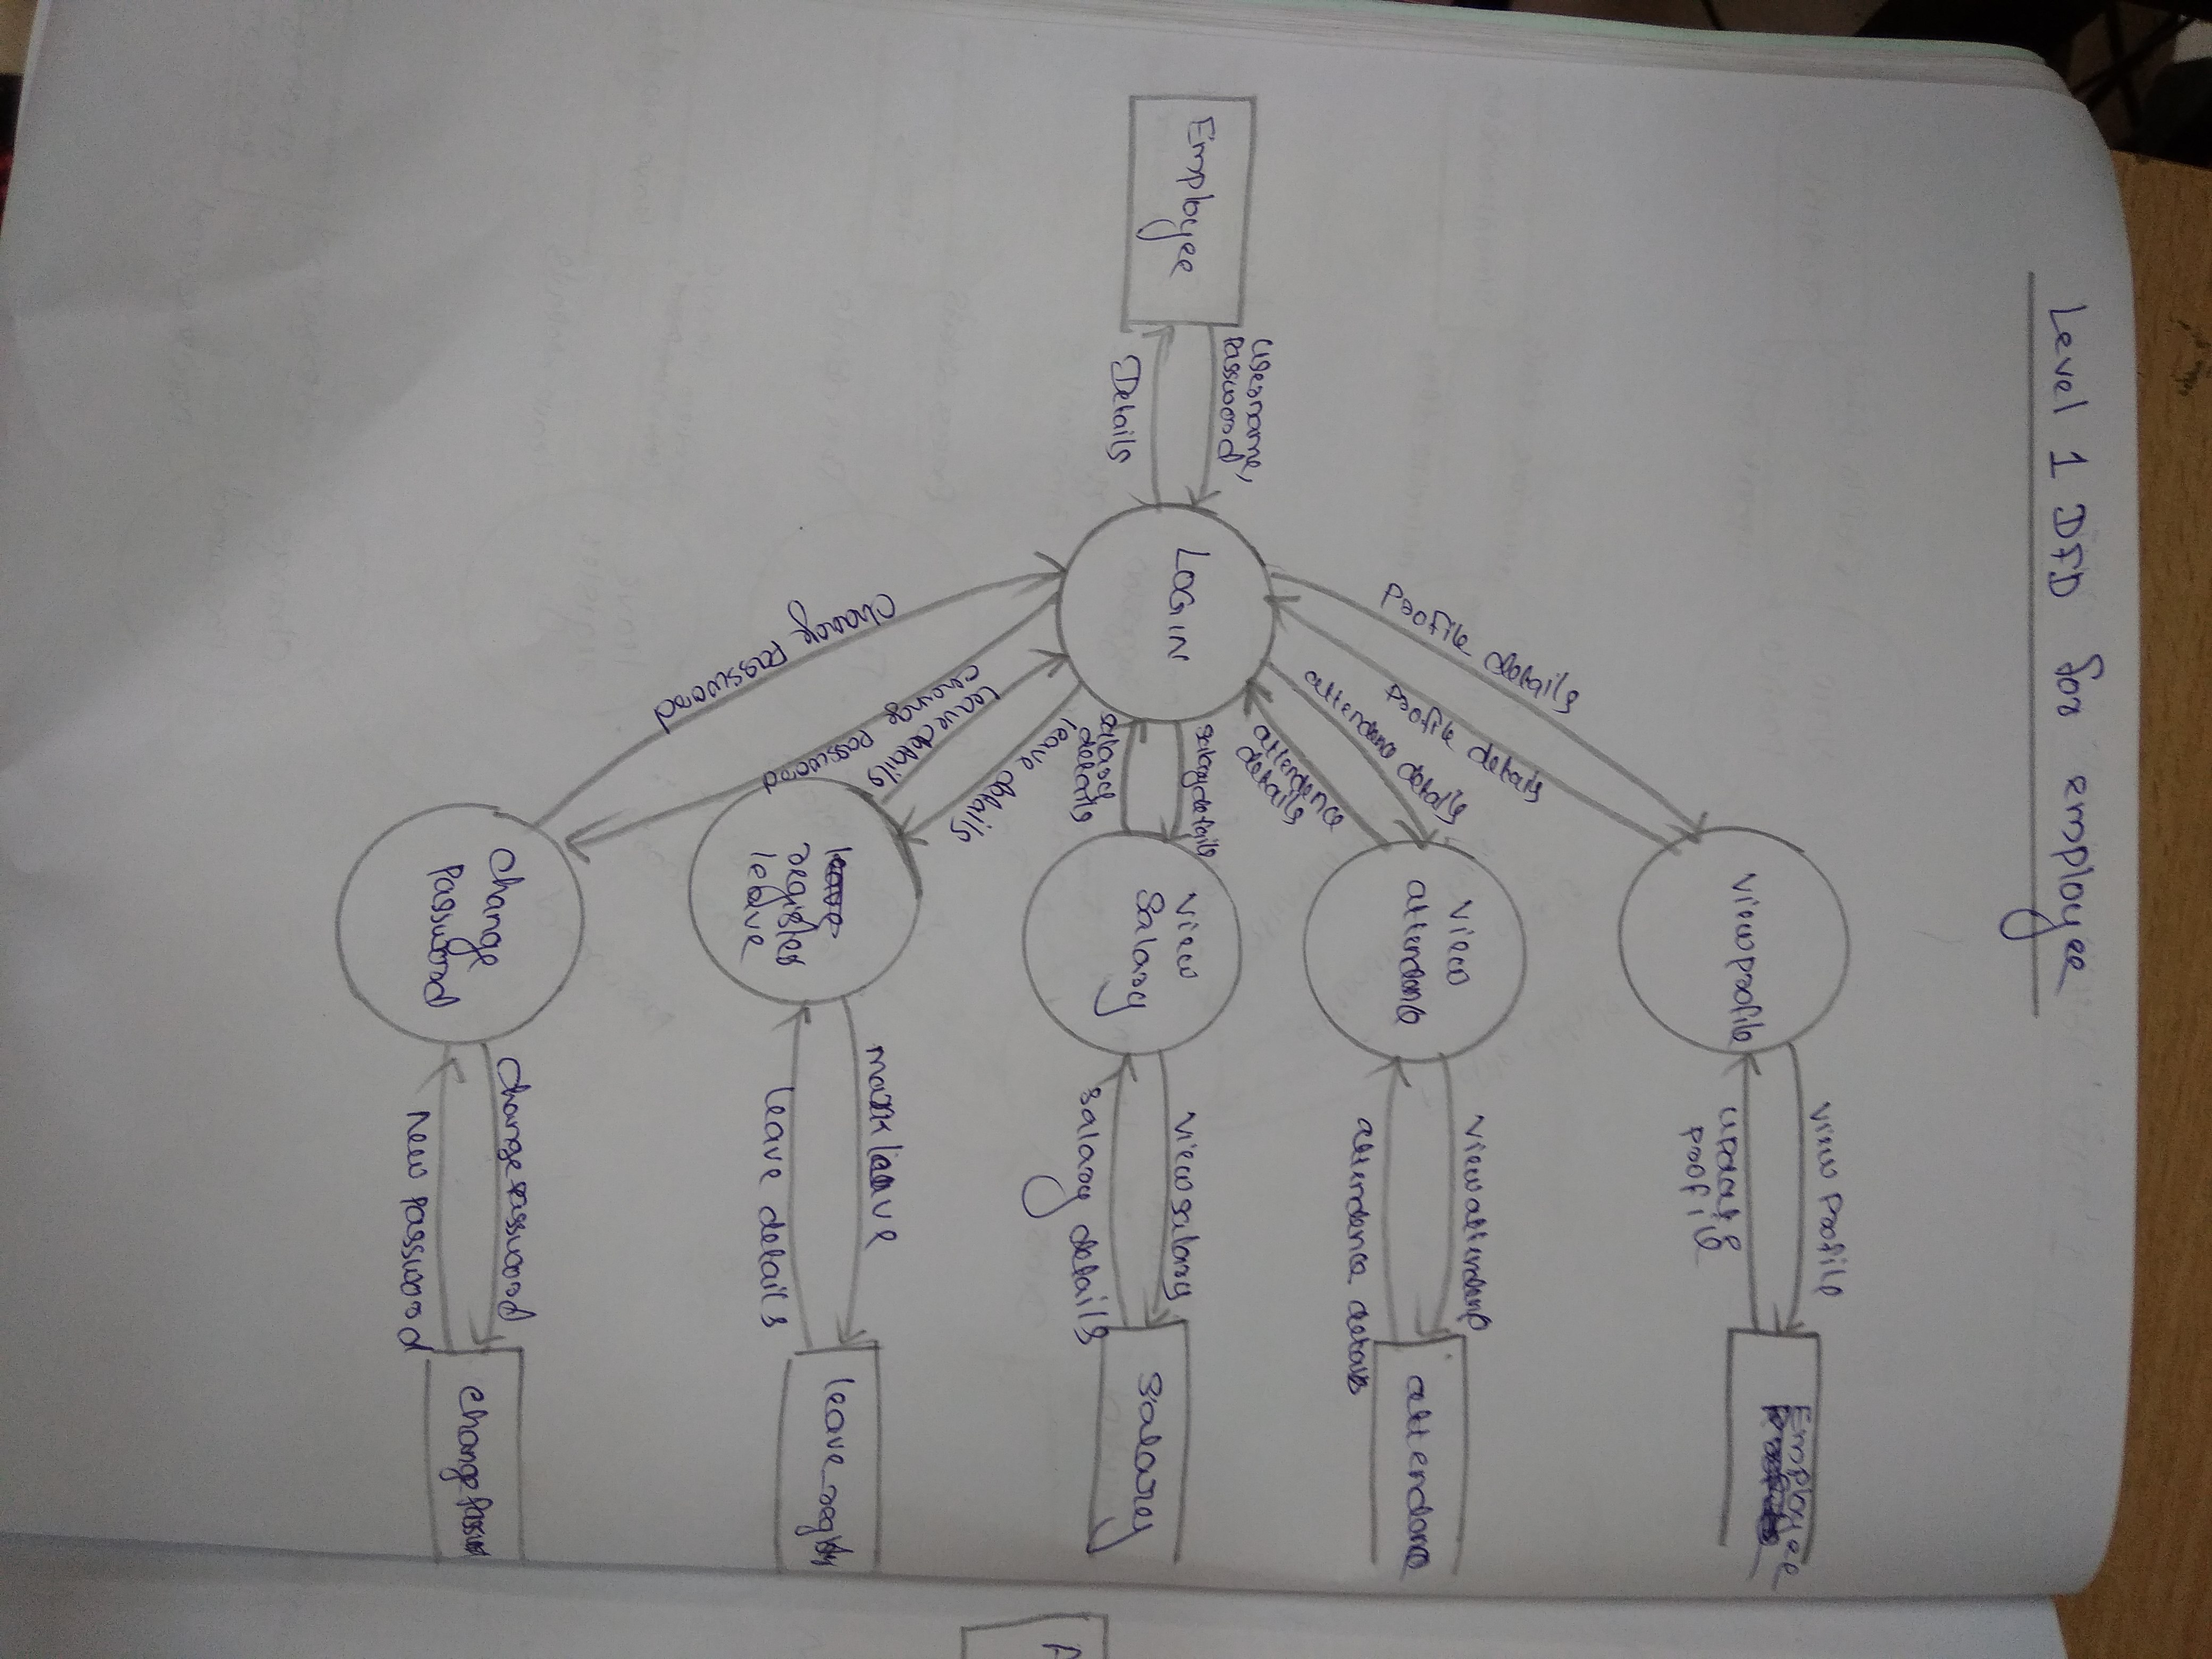 Level 1 DFD for employee
Employee
Username,
Password
Details
LOGIN
Profile details
Profile details
attendance details
attendance
details
salary details
salary
details
leave details
leave details
change
password
change password
View profile
View profile
update
profile
Employee
View
attendance
View attendance
attendance details
attendance
View
Salary
View salary
salary details
Salary
register
leave
mark leave
leave details
leave_registry
change
password
change password
New password
change